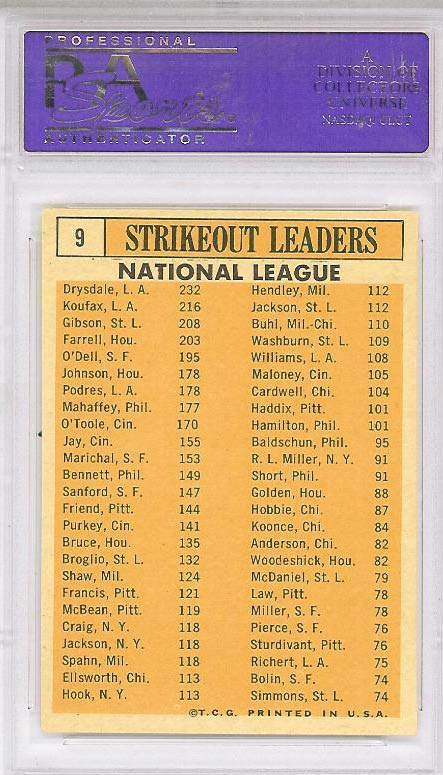 PROFESSIONAL
PSA
Sports.
AUTHENTICATOR
A
DIVISION OF
COLLECTORS
UNIVERSE
NASDAQ: CLCT
9
STRIKEOUT LEADERS
NATIONAL LEAGUE
Drysdale, L. A. 232
Koufax, L. A. 216
Gibson, St. L. 208
Farrell, Hou. 203
O'Dell, S. F. 195
Johnson, Hou. 178
Podres, L. A. 178
Mahaffey, Phil. 177
O'Toole, Cin. 170
Jay, Cin. 155
Marichal, S. F. 153
Bennett, Phil. 149
Sanford, S. F. 147
Friend, Pitt. 144
Purkey, Cin. 141
Bruce, Hou. 135
Broglio, St. L. 132
Shaw, Mil. 124
Francis, Pitt. 121
McBean, Pitt. 119
Craig, N. Y. 118
Jackson, N. Y. 118
Spahn, Mil. 118
Ellsworth, Chi. 113
Hook, N. Y. 113
Hendley, Mil. 112
Jackson, St. L. 112
Buhl, Mil.-Chi. 110
Washburn, St. L. 109
Williams, L. A. 108
Maloney, Cin. 105
Cardwell, Chi. 104
Haddix, Pitt. 101
Hamilton, Phil. 101
Baldschun, Phil. 95
R. L. Miller, N. Y. 91
Short, Phil. 91
Golden, Hou. 88
Hobbie, Chi. 87
Koonce, Chi. 84
Anderson, Chi. 82
Woodeshick, Hou. 82
McDaniel, St. L. 79
Law, Pitt. 78
Miller, S. F. 78
Pierce, S. F. 76
Sturdivant, Pitt. 76
Richert, L. A. 75
Bolin, S. F. 74
Simmons, St. L. 74
©T.C.G. PRINTED IN U.S.A.